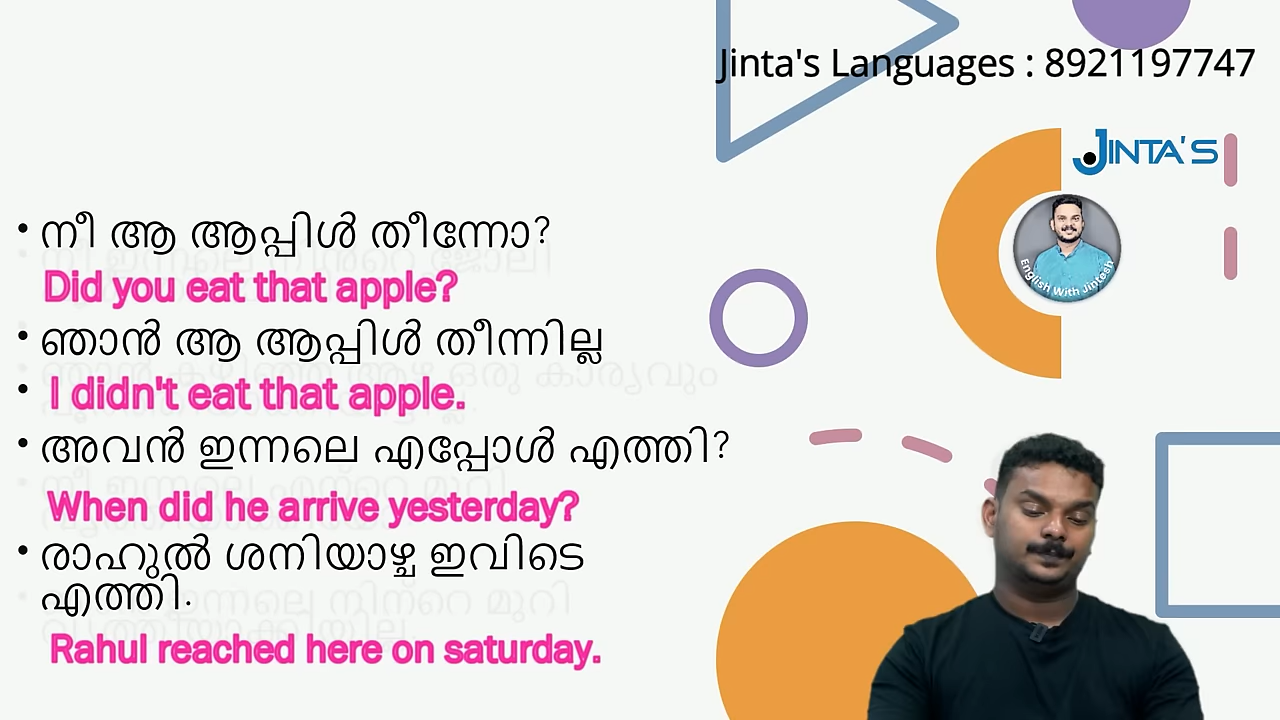 Jinta's Languages : 8921197747
JINTA'S
English With Jintesh
• നീ ആ ആപ്പിൾ തീന്നോ?
Did you eat that apple?
• ഞാൻ ആ ആപ്പിൾ തീന്നില്ല
• I didn't eat that apple.
• അവൻ ഇന്നലെ എപ്പോൾ എത്തി?
When did he arrive yesterday?
• രാഹുൽ ശനിയാഴ്ച ഇവിടെ
എത്തി.
Rahul reached here on saturday.